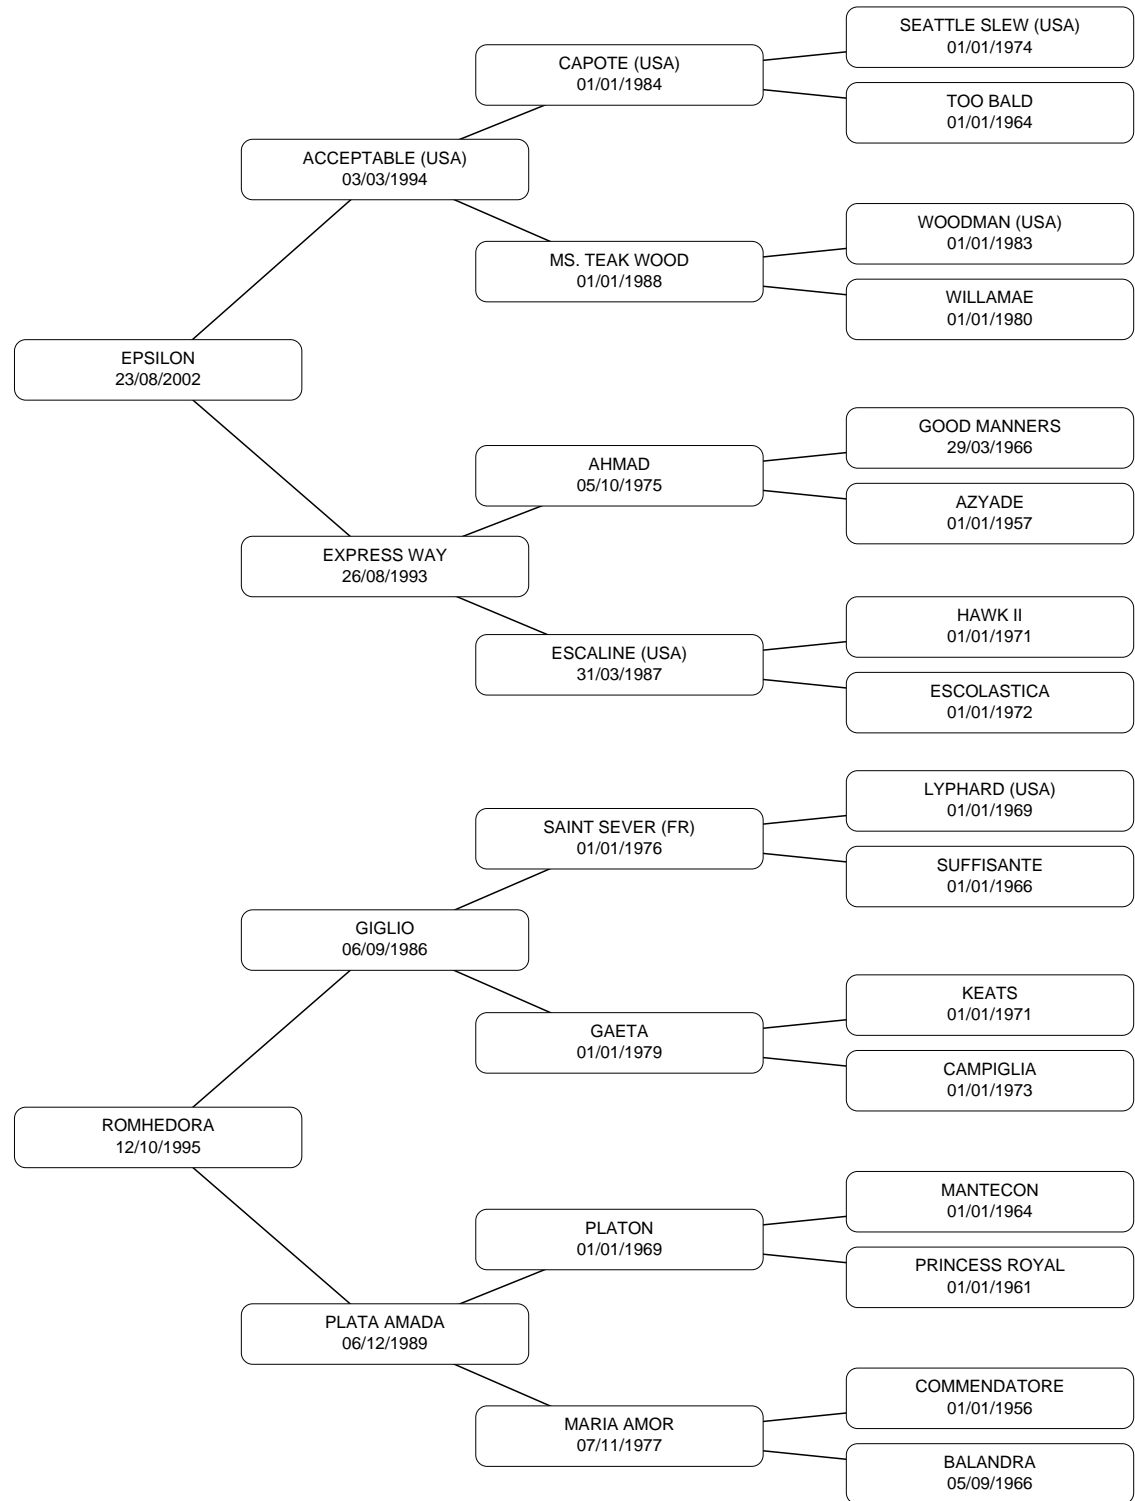 SEATTLE SLEW (USA)
01/01/1974
CAPOTE (USA)
01/01/1984
TOO BALD
01/01/1964
ACCEPTABLE (USA)
03/03/1994
WOODMAN (USA)
01/01/1983
MS. TEAK WOOD
01/01/1988
WILLAMAE
01/01/1980
EPSILON
23/08/2002
GOOD MANNERS
29/03/1966
AHMAD
05/10/1975
AZYADE
01/01/1957
EXPRESS WAY
26/08/1993
HAWK II
01/01/1971
ESCALINE (USA)
31/03/1987
ESCOLASTICA
01/01/1972
LYPHARD (USA)
01/01/1969
SAINT SEVER (FR)
01/01/1976
SUFFISANTE
01/01/1966
GIGLIO
06/09/1986
KEATS
01/01/1971
GAETA
01/01/1979
CAMPIGLIA
01/01/1973
ROMHEDORA
12/10/1995
MANTECON
01/01/1964
PLATON
01/01/1969
PRINCESS ROYAL
01/01/1961
PLATA AMADA
06/12/1989
COMMENDATORE
01/01/1956
MARIA AMOR
07/11/1977
BALANDRA
05/09/1966